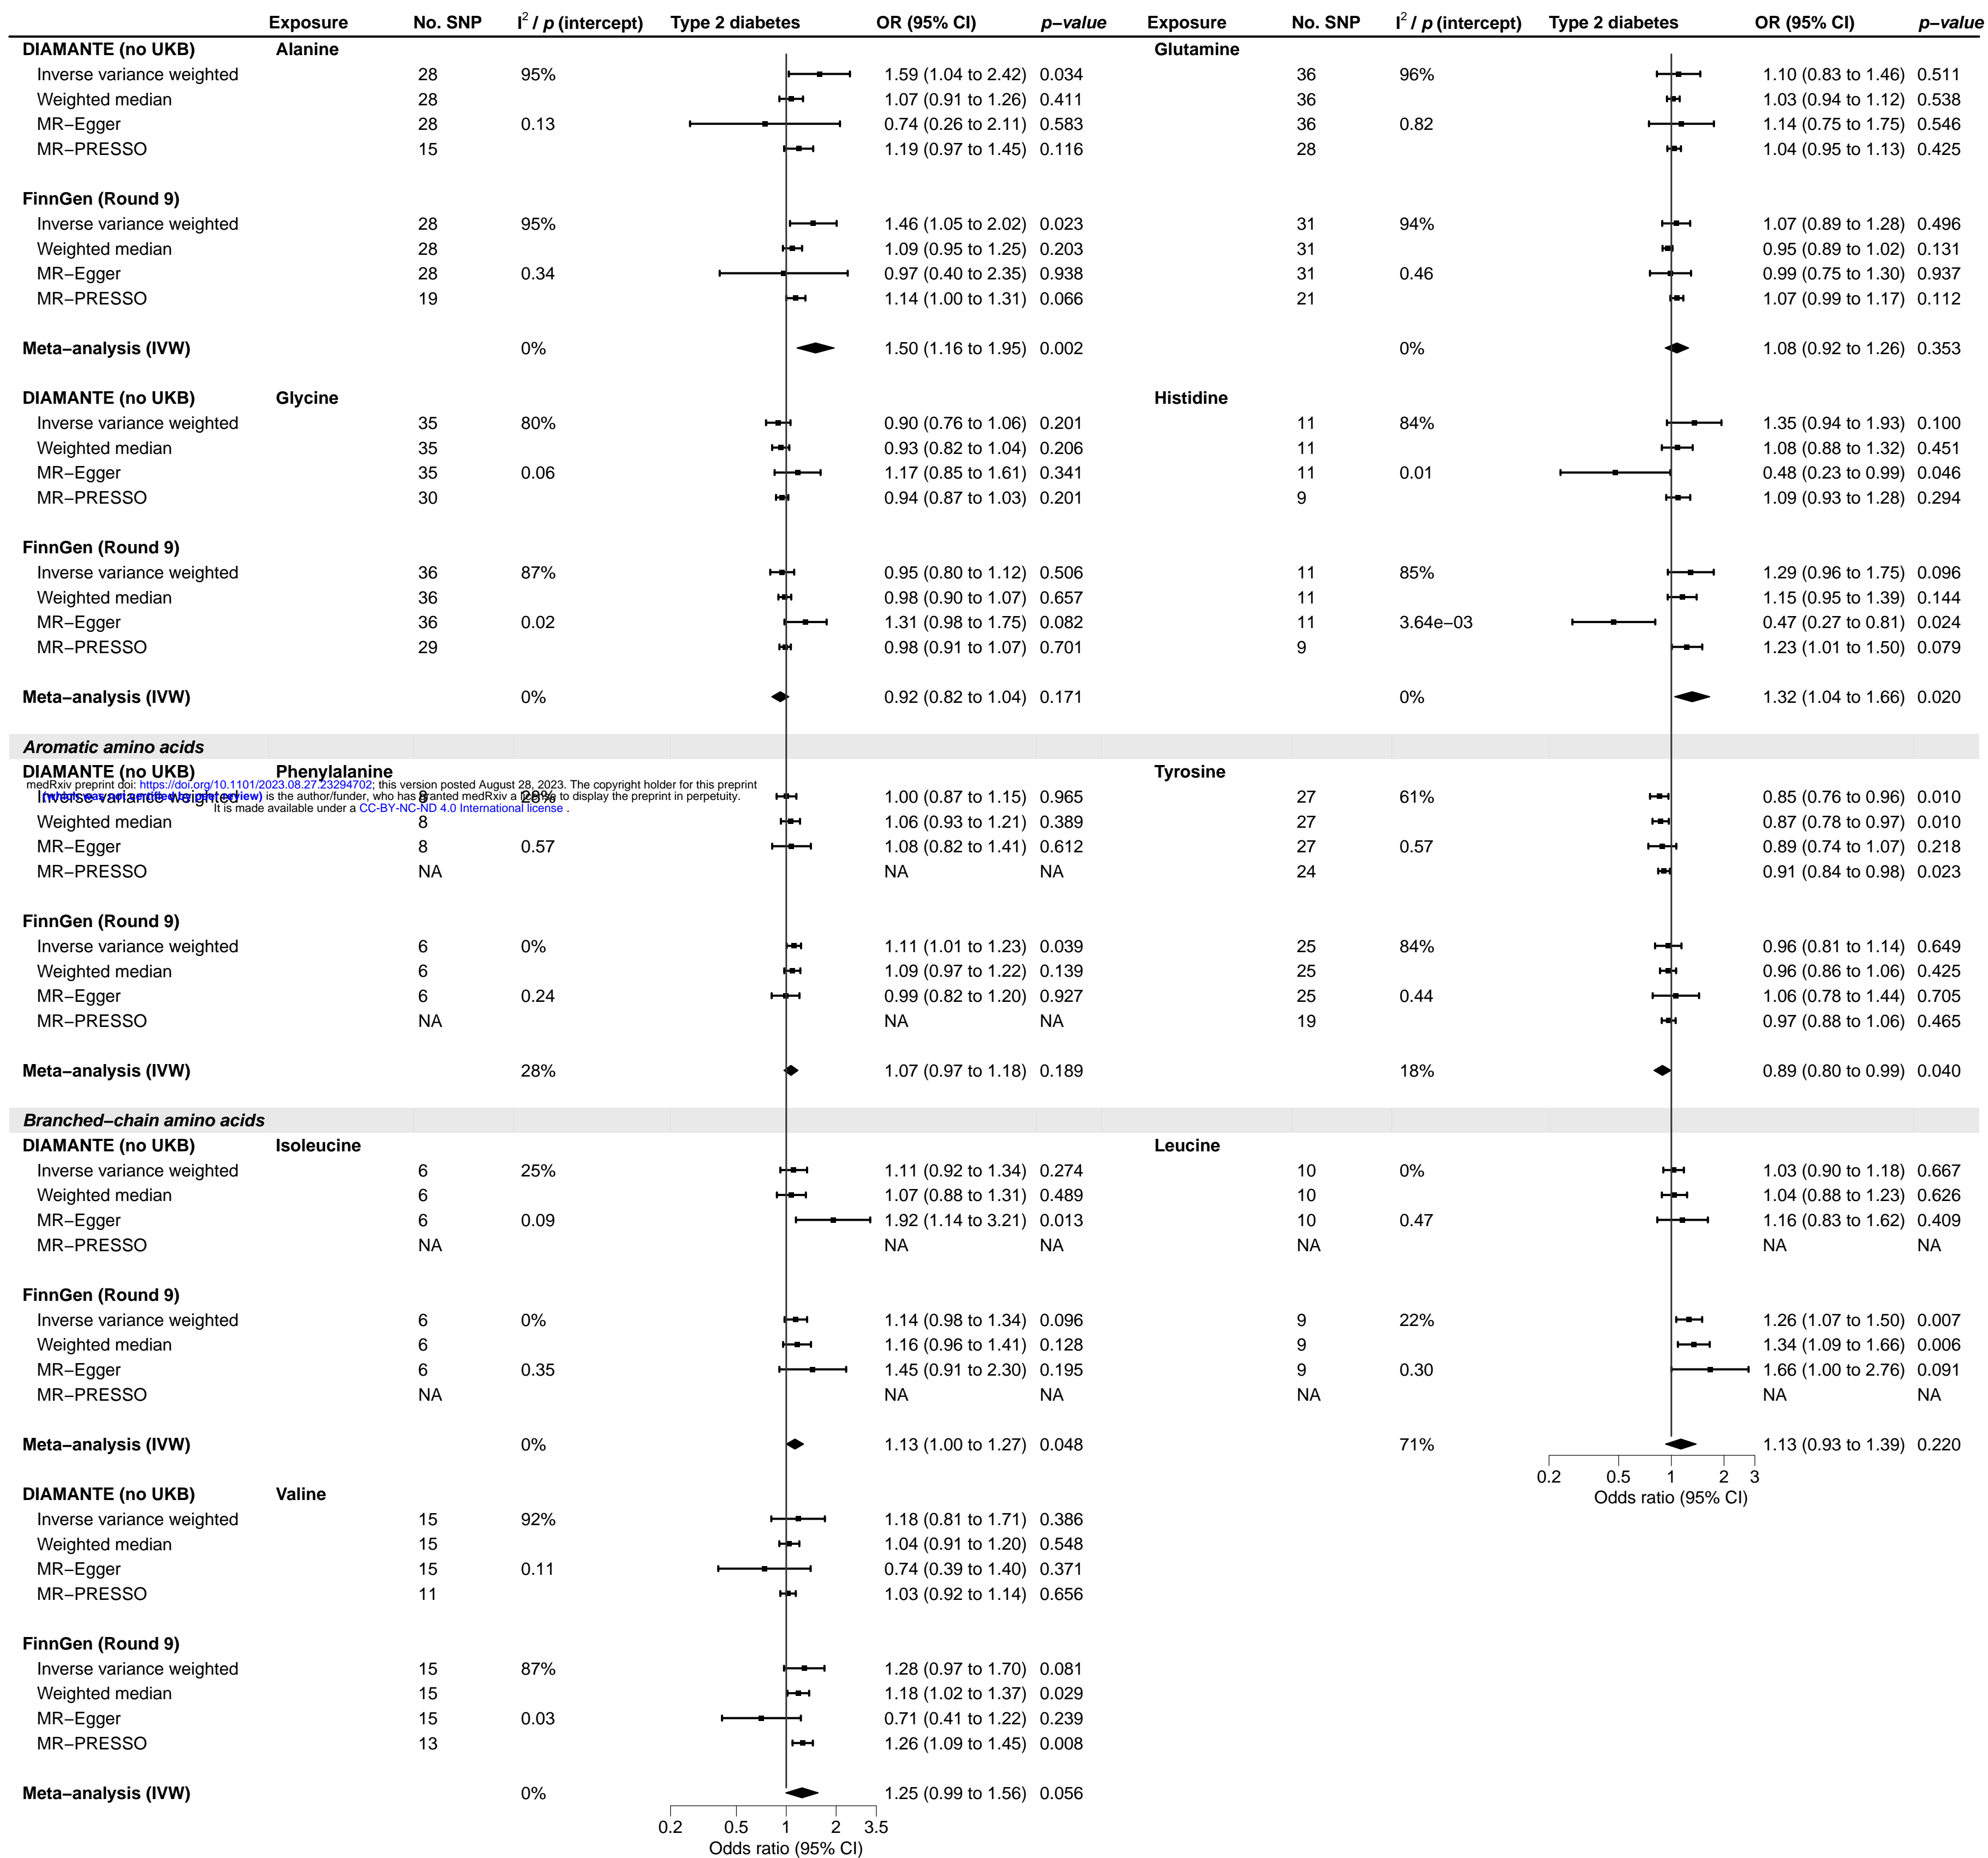 Exposure No. SNP I2 / p (intercept) Type 2 diabetes OR (95% CI) p−value Exposure No. SNP I2 / p (intercept) Type 2 diabetes OR (95% CI) p−value
DIAMANTE (no UKB) Alanine Glutamine
Inverse variance weighted 28 95% 1.59 (1.04 to 2.42) 0.034 36 96% 1.10 (0.83 to 1.46) 0.511
Weighted median 28 1.07 (0.91 to 1.26) 0.411 36 1.03 (0.94 to 1.12) 0.538
MR−Egger 28 0.13 0.74 (0.26 to 2.11) 0.583 36 0.82 1.14 (0.75 to 1.75) 0.546
MR−PRESSO 15 1.19 (0.97 to 1.45) 0.116 28 1.04 (0.95 to 1.13) 0.425
FinnGen (Round 9)
Inverse variance weighted 28 95% 1.46 (1.05 to 2.02) 0.023 31 94% 1.07 (0.89 to 1.28) 0.496
Weighted median 28 1.09 (0.95 to 1.25) 0.203 31 0.95 (0.89 to 1.02) 0.131
MR−Egger 28 0.34 0.97 (0.40 to 2.35) 0.938 31 0.46 0.99 (0.75 to 1.30) 0.937
MR−PRESSO 19 1.14 (1.00 to 1.31) 0.066 21 1.07 (0.99 to 1.17) 0.112
Meta−analysis (IVW) 0% 1.50 (1.16 to 1.95) 0.002 0% 1.08 (0.92 to 1.26) 0.353
DIAMANTE (no UKB) Glycine Histidine
Inverse variance weighted 35 80% 0.90 (0.76 to 1.06) 0.201 11 84% 1.35 (0.94 to 1.93) 0.100
Weighted median 35 0.93 (0.82 to 1.04) 0.206 11 1.08 (0.88 to 1.32) 0.451
MR−Egger 35 0.06 1.17 (0.85 to 1.61) 0.341 11 0.01 0.48 (0.23 to 0.99) 0.046
MR−PRESSO 30 0.94 (0.87 to 1.03) 0.201 9 1.09 (0.93 to 1.28) 0.294
FinnGen (Round 9)
Inverse variance weighted 36 87% 0.95 (0.80 to 1.12) 0.506 11 85% 1.29 (0.96 to 1.75) 0.096
Weighted median 36 0.98 (0.90 to 1.07) 0.657 11 1.15 (0.95 to 1.39) 0.144
MR−Egger 36 0.02 1.31 (0.98 to 1.75) 0.082 11 3.64e−03 0.47 (0.27 to 0.81) 0.024
MR−PRESSO 29 0.98 (0.91 to 1.07) 0.701 9 1.23 (1.01 to 1.50) 0.079
Meta−analysis (IVW) 0% 0.92 (0.82 to 1.04) 0.171 0% 1.32 (1.04 to 1.66) 0.020
Aromatic amino acids
DIAMANTE (no UKB) Phenylalanine Tyrosine
medRxiv preprint doi: https://doi.org/10.1101/2023.08.27.23294702; this version posted August 28, 2023. The copyright holder for this preprint
(which was not certified by peer review) is the author/funder, who has granted medRxiv a license to display the preprint in perpetuity.
It is made available under a CC-BY-NC-ND 4.0 International license .
Inverse variance weighted 8 28% 1.00 (0.87 to 1.15) 0.965 27 61% 0.85 (0.76 to 0.96) 0.010
Weighted median 8 1.06 (0.93 to 1.21) 0.389 27 0.87 (0.78 to 0.97) 0.010
MR−Egger 8 0.57 1.08 (0.82 to 1.41) 0.612 27 0.57 0.89 (0.74 to 1.07) 0.218
MR−PRESSO NA NA NA 24 0.91 (0.84 to 0.98) 0.023
FinnGen (Round 9)
Inverse variance weighted 6 0% 1.11 (1.01 to 1.23) 0.039 25 84% 0.96 (0.81 to 1.14) 0.649
Weighted median 6 1.09 (0.97 to 1.22) 0.139 25 0.96 (0.86 to 1.06) 0.425
MR−Egger 6 0.24 0.99 (0.82 to 1.20) 0.927 25 0.44 1.06 (0.78 to 1.44) 0.705
MR−PRESSO NA NA NA 19 0.97 (0.88 to 1.06) 0.465
Meta−analysis (IVW) 28% 1.07 (0.97 to 1.18) 0.189 18% 0.89 (0.80 to 0.99) 0.040
Branched−chain amino acids
DIAMANTE (no UKB) Isoleucine Leucine
Inverse variance weighted 6 25% 1.11 (0.92 to 1.34) 0.274 10 0% 1.03 (0.90 to 1.18) 0.667
Weighted median 6 1.07 (0.88 to 1.31) 0.489 10 1.04 (0.88 to 1.23) 0.626
MR−Egger 6 0.09 1.92 (1.14 to 3.21) 0.013 10 0.47 1.16 (0.83 to 1.62) 0.409
MR−PRESSO NA NA NA NA NA NA
FinnGen (Round 9)
Inverse variance weighted 6 0% 1.14 (0.98 to 1.34) 0.096 9 22% 1.26 (1.07 to 1.50) 0.007
Weighted median 6 1.16 (0.96 to 1.41) 0.128 9 1.34 (1.09 to 1.66) 0.006
MR−Egger 6 0.35 1.45 (0.91 to 2.30) 0.195 9 0.30 1.66 (1.00 to 2.76) 0.091
MR−PRESSO NA NA NA NA NA NA
Meta−analysis (IVW) 0% 1.13 (1.00 to 1.27) 0.048 71% 1.13 (0.93 to 1.39) 0.220
0.2 0.5 1 2 3
Odds ratio (95% CI)
DIAMANTE (no UKB) Valine
Inverse variance weighted 15 92% 1.18 (0.81 to 1.71) 0.386
Weighted median 15 1.04 (0.91 to 1.20) 0.548
MR−Egger 15 0.11 0.74 (0.39 to 1.40) 0.371
MR−PRESSO 11 1.03 (0.92 to 1.14) 0.656
FinnGen (Round 9)
Inverse variance weighted 15 87% 1.28 (0.97 to 1.70) 0.081
Weighted median 15 1.18 (1.02 to 1.37) 0.029
MR−Egger 15 0.03 0.71 (0.41 to 1.22) 0.239
MR−PRESSO 13 1.26 (1.09 to 1.45) 0.008
Meta−analysis (IVW) 0% 1.25 (0.99 to 1.56) 0.056
0.2 0.5 1 2 3.5
Odds ratio (95% CI)